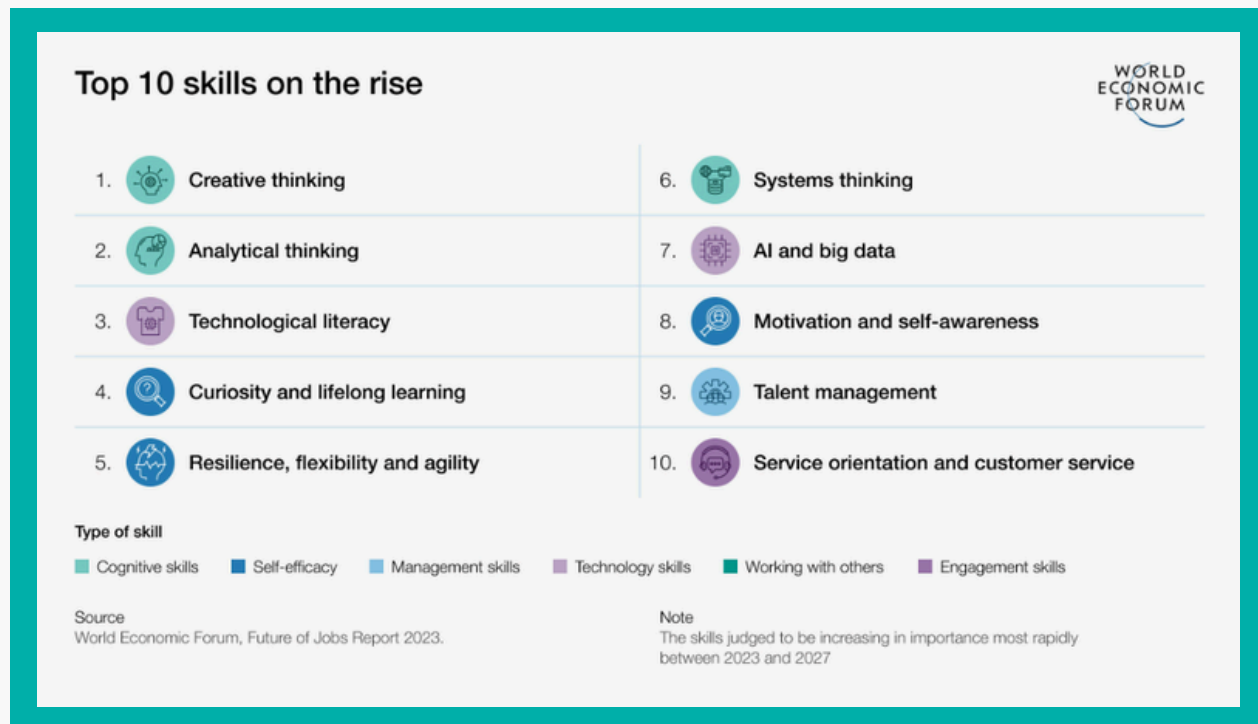 Top 10 skills on the rise
WORLD
ECONOMIC
FORUM
1. Creative thinking
2. Analytical thinking
3. Technological literacy
4. Curiosity and lifelong learning
5. Resilience, flexibility and agility
6. Systems thinking
7. AI and big data
8. Motivation and self-awareness
9. Talent management
10. Service orientation and customer service
Type of skill
Cognitive skills Self-efficacy Management skills Technology skills Working with others Engagement skills
Source
World Economic Forum, Future of Jobs Report 2023.
Note
The skills judged to be increasing in importance most rapidly
between 2023 and 2027